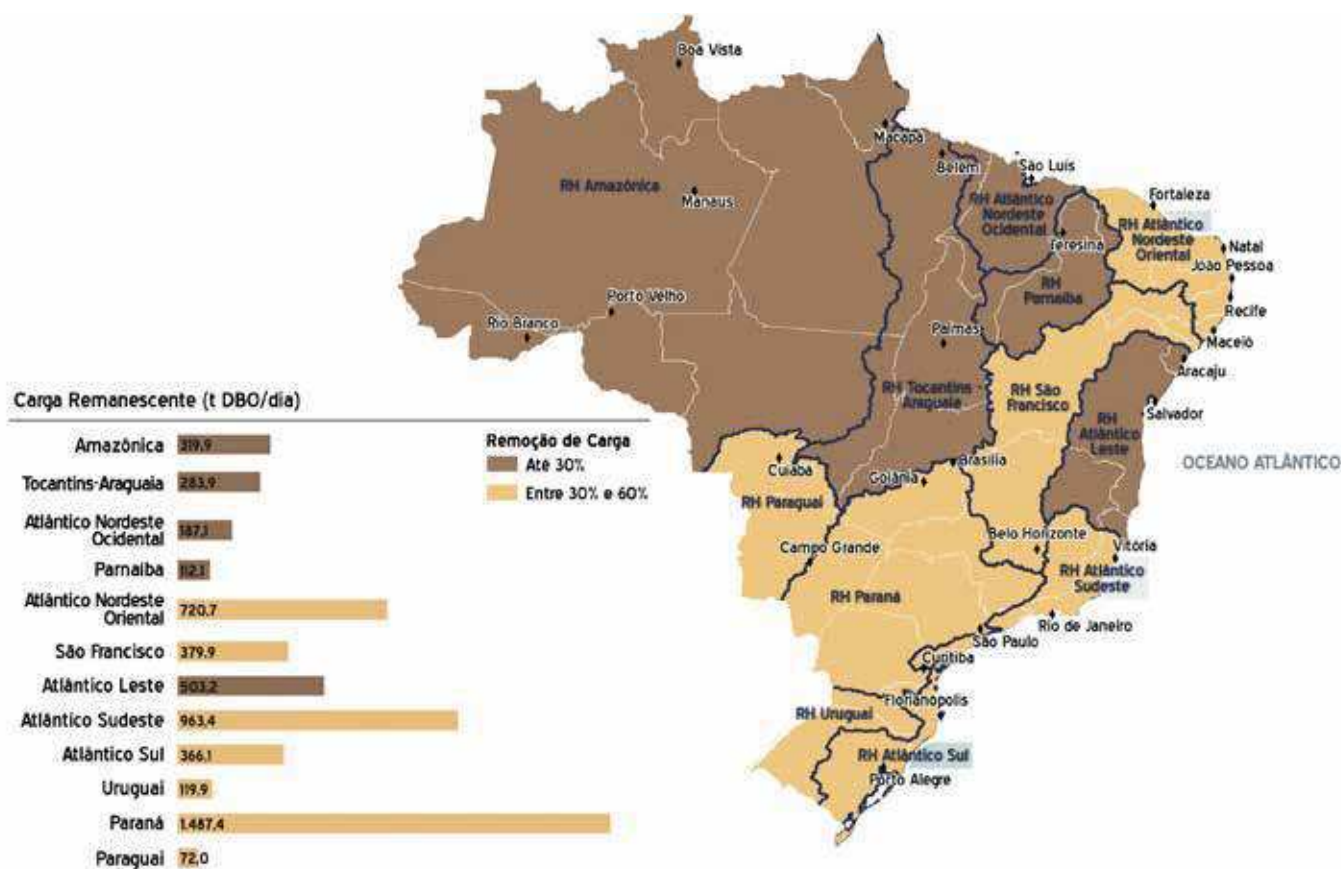 Boa Vista
Macapá
Belém
São Luís
RH Amazônica
Manaus
RH Atlântico
Nordeste
Ocidental
Fortaleza
RH Atlântico
Nordeste
Oriental
Teresina
Natal
João Pessoa
RH
Parnaíba
Porto Velho
Recife
Rio Branco
Palmas
Maceió
Aracaju
RH Tocantins
Araguaia
RH São
Francisco
Salvador
RH
Atlântico
Leste
OCEANO ATLÂNTICO
Carga Remanescente (t DBO/dia)
Remoção de Carga
Até 30%
Entre 30% e 60%
Cuiabá
Goiânia
Brasília
RH Paraguai
Belo Horizonte
Vitória
Campo Grande
RH Atlântico
Sudeste
RH Paraná
Rio de Janeiro
São Paulo
Curitiba
Florianópolis
RH Uruguai
RH Atlântico Sul
Porto Alegre
Amazônica 319,9
Tocantins-Araguaia 283,9
Atlântico Nordeste
Ocidental 187,1
Parnaíba 112,1
Atlântico Nordeste
Oriental 720,7
São Francisco 379,9
Atlântico Leste 503,2
Atlântico Sudeste 963,4
Atlântico Sul 366,1
Uruguai 119,9
Paraná 1.487,4
Paraguai 72,0